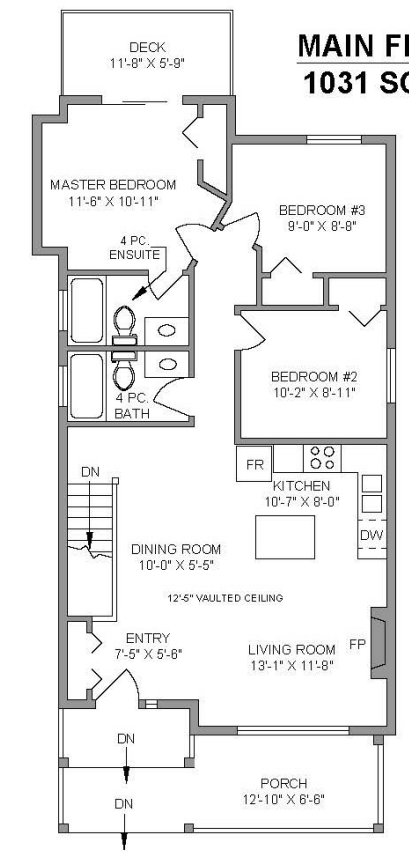 DECK
11'-8" X 5'-9"
MAIN F
1031 S
MASTER BEDROOM
11'-6" X 10'-11"
BEDROOM #3
9'-0" X 8'-8"
4 PC.
ENSUITE
4 PC.
BATH
BEDROOM #2
10'-2" X 8'-11"
DN
FR
KITCHEN
10'-7" X 8'-0"
DW
DINING ROOM
10'-0" X 5'-5"
12'-5" VAULTED CEILING
ENTRY
7'-5" X 5'-6"
LIVING ROOM
13'-1" X 11'-8"
FP
DN
PORCH
12'-10" X 6'-6"
DN